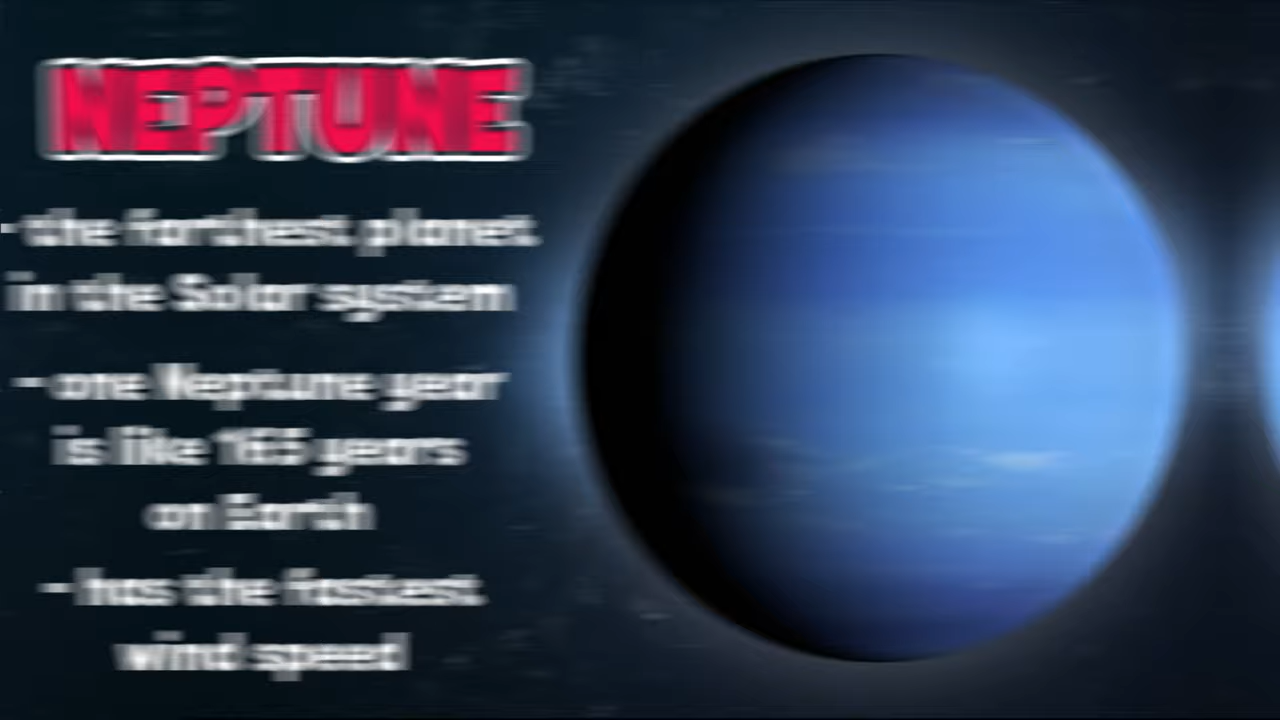 NEPTUNE
- the farthest planet
in the Solar system
- one Neptune year
is like 165 years
on Earth
- has the fastest
wind speed